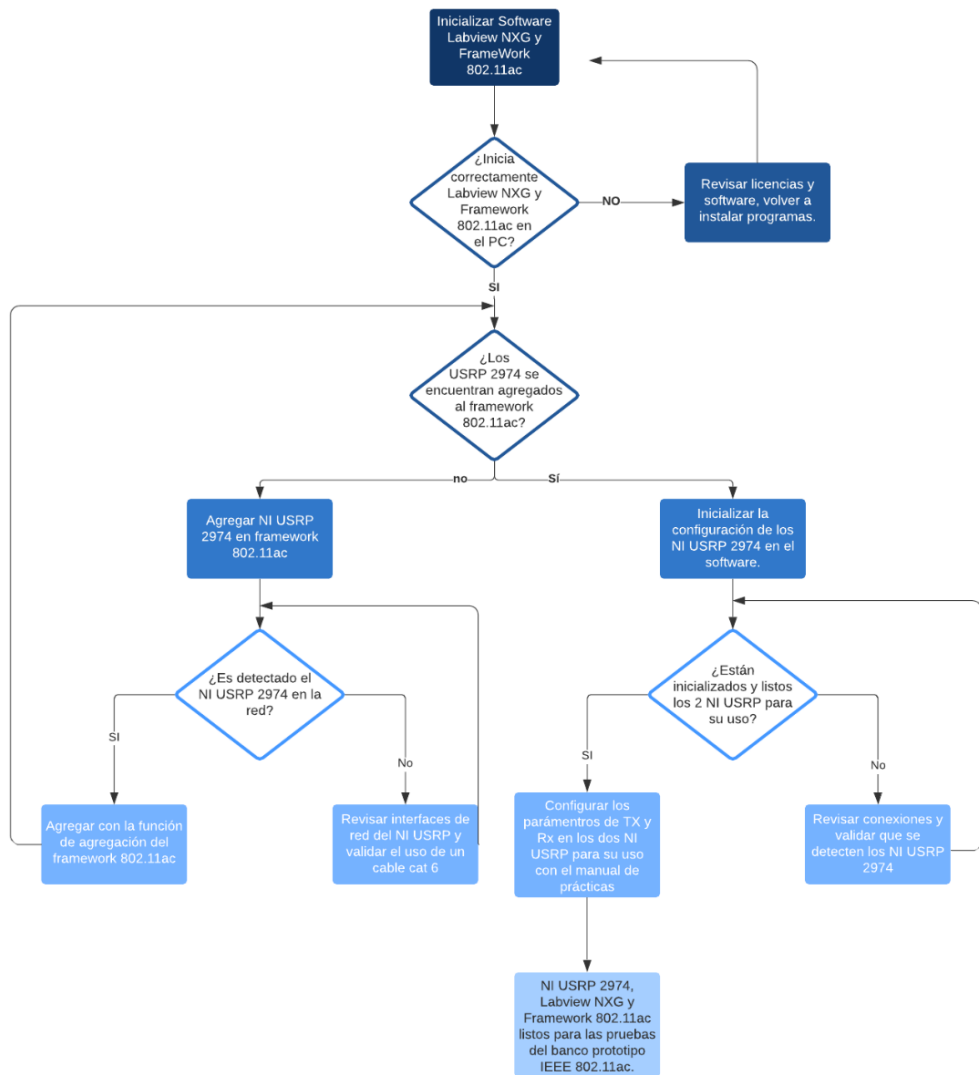 Inicializar Software
Labview NXG y
FrameWork
802.11ac
¿Inicia
correctamente
Labview NXG y
Framework
802.11ac en
el PC?
NO
Revisar licencias y
software, volver a
instalar programas.
SI
¿Los
USRP 2974 se
encuentran agregados
al framework
802.11ac?
no
Sí
Agregar NI USRP
2974 en framework
802.11ac
Inicializar la
configuración de los
NI USRP 2974 en el
software.
¿Es detectado el
NI USRP 2974 en la
red?
¿Están
inicializados y listos
los 2 NI USRP para
su uso?
SI
No
SI
No
Agregar con la función
de agregación del
framework 802.11ac
Revisar interfaces de
red del NI USRP y
validar el uso de un
cable cat 6
Configurar los
parámentros de TX y
Rx en los dos NI
USRP para su uso
con el manual de
prácticas
Revisar conexiones y
validar que se
detecten los NI USRP
2974
NI USRP 2974,
Labview NXG y
Framework 802.11ac
listos para las pruebas
del banco prototipo
IEEE 802.11ac.